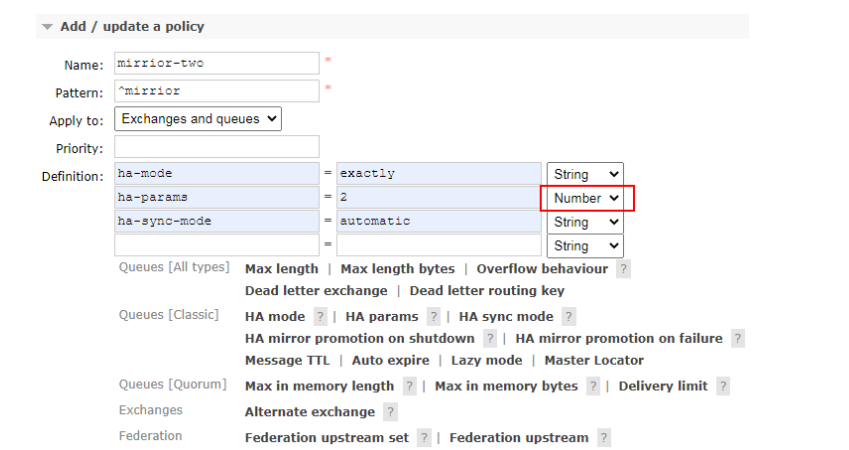 Add / update a policy
Name: mirrior-two *
Pattern: ^mirrior *
Apply to: Exchanges and queues
Priority:
Definition: ha-mode = exactly String
ha-params = 2 Number
ha-sync-mode = automatic String
= String
Queues [All types] Max length | Max length bytes | Overflow behaviour ?
Dead letter exchange | Dead letter routing key
Queues [Classic] HA mode ? | HA params ? | HA sync mode ?
HA mirror promotion on shutdown ? | HA mirror promotion on failure ?
Message TTL | Auto expire | Lazy mode | Master Locator
Queues [Quorum] Max in memory length ? | Max in memory bytes ? | Delivery limit ?
Exchanges Alternate exchange ?
Federation Federation upstream set ? | Federation upstream ?